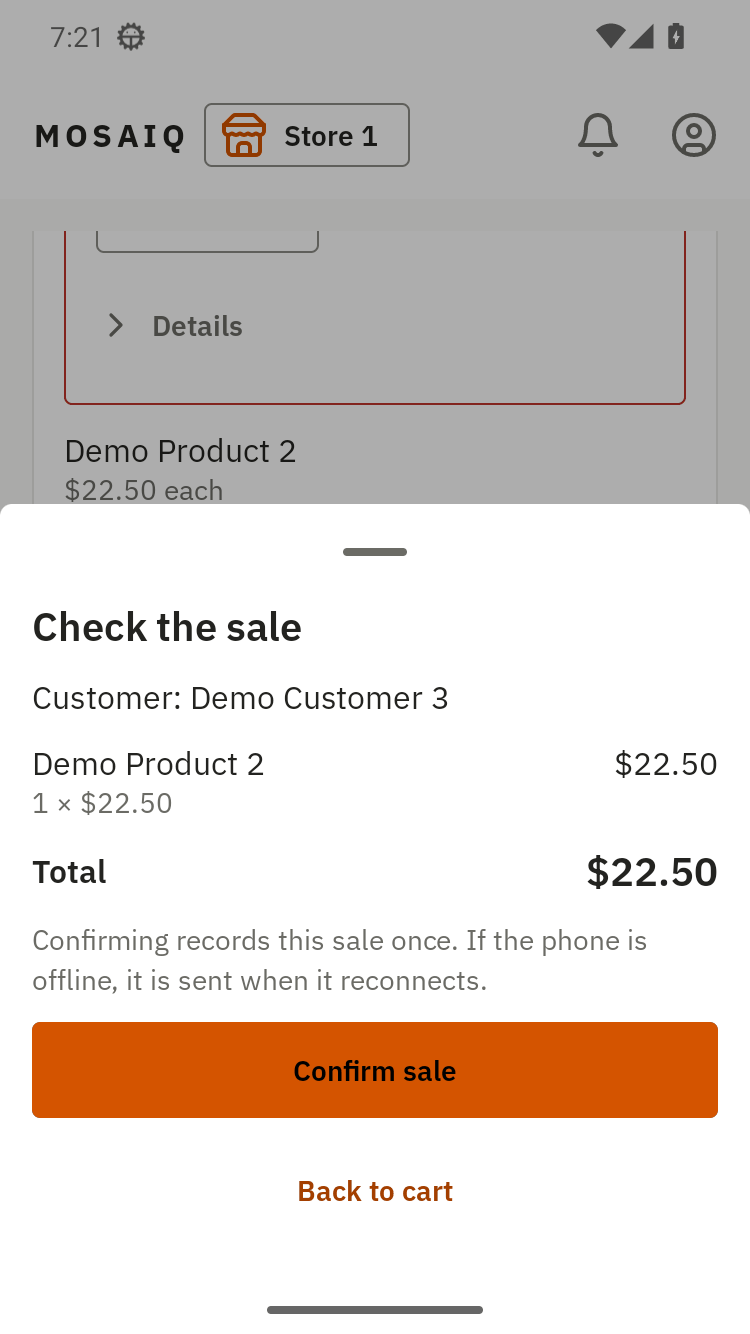 7:21
MOSAIQ
Store 1
Details
Demo Product 2
$22.50 each
Check the sale
Customer: Demo Customer 3
Demo Product 2 $22.50
1 × $22.50
Total $22.50
Confirming records this sale once. If the phone is
offline, it is sent when it reconnects.
Confirm sale
Back to cart